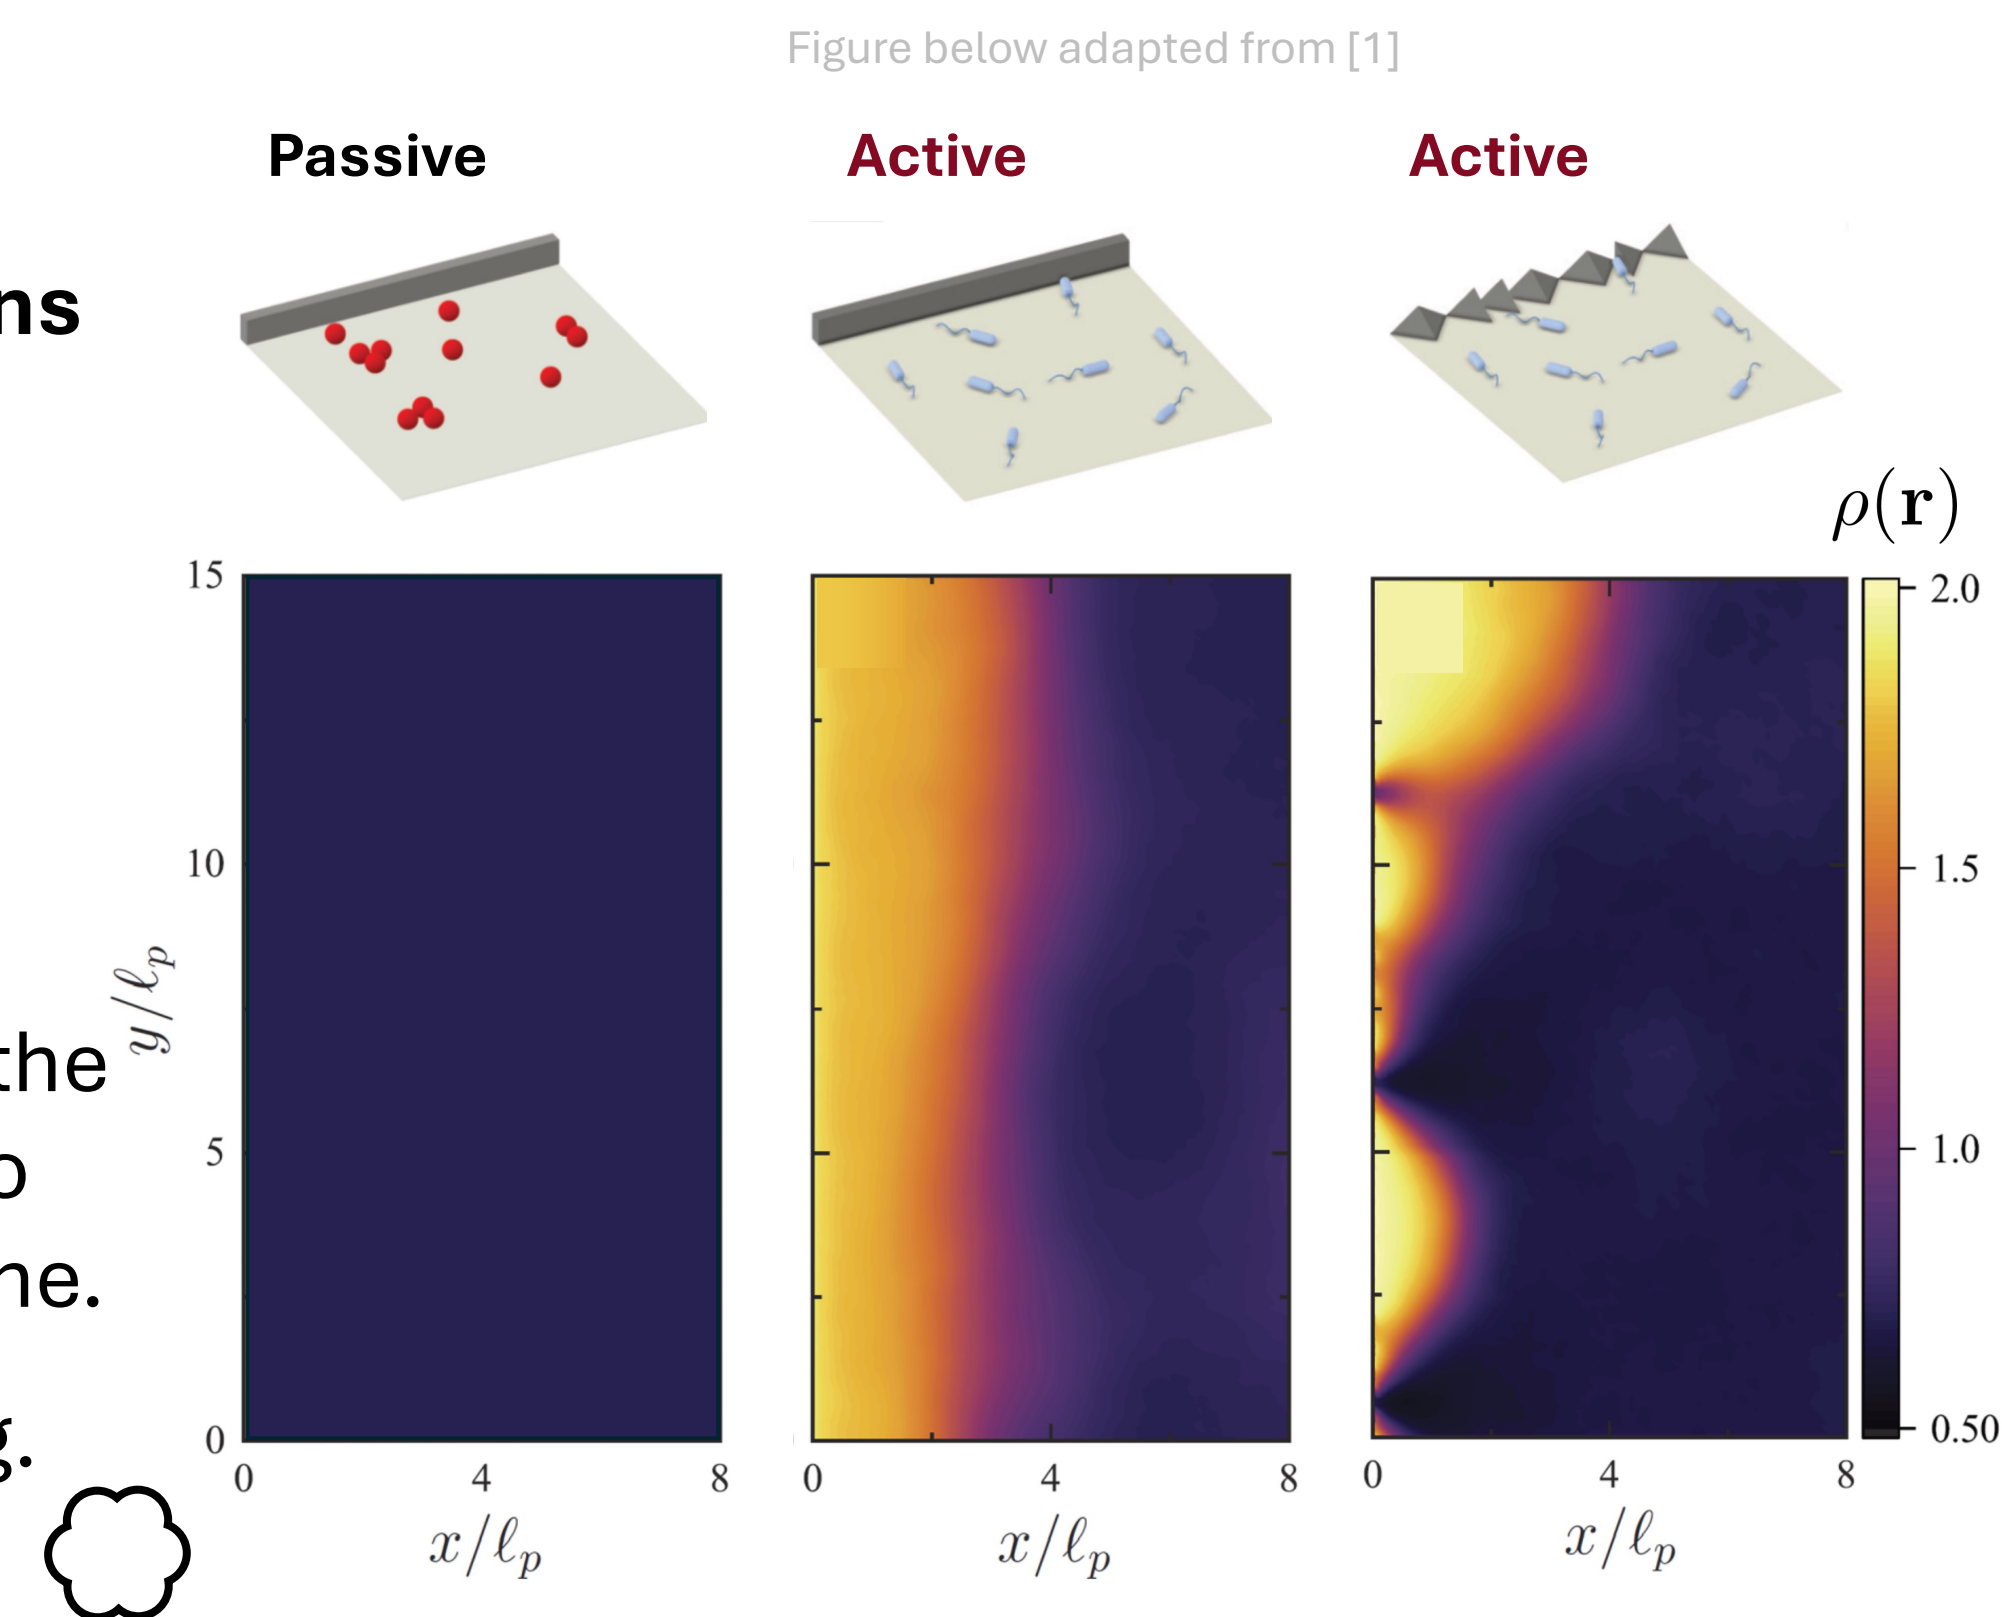 Figure below adapted from [1]
Passive Active Active
ns
ρ(r)
15
10
5
0
y/ℓp
the
o
ne.
g.
0 4 8
x/ℓp
0 4 8
x/ℓp
0 4 8
x/ℓp
2.0
1.5
1.0
0.50